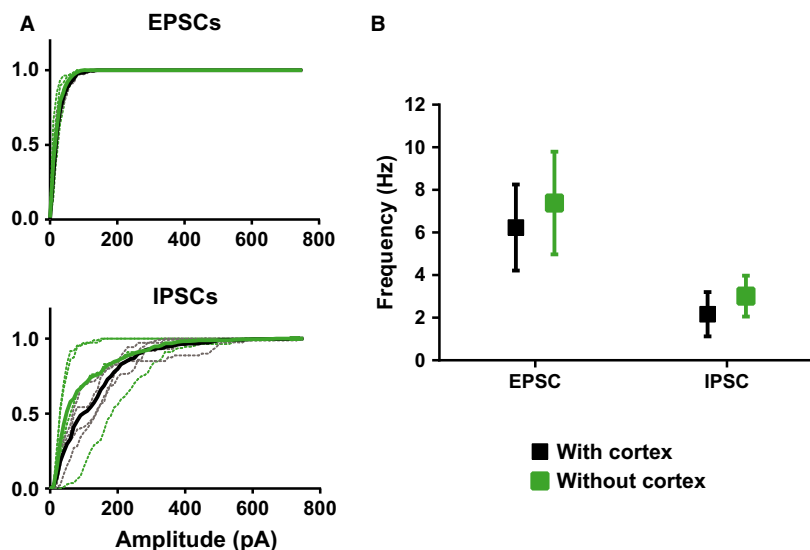 A
EPSCs
1.0
0.5
0.0
0 200 400 600 800
IPSCs
1.0
0.5
0.0
0 200 400 600 800
Amplitude (pA)
B
Frequency (Hz)
12
10
8
6
4
2
0
EPSC IPSC
With cortex
Without cortex